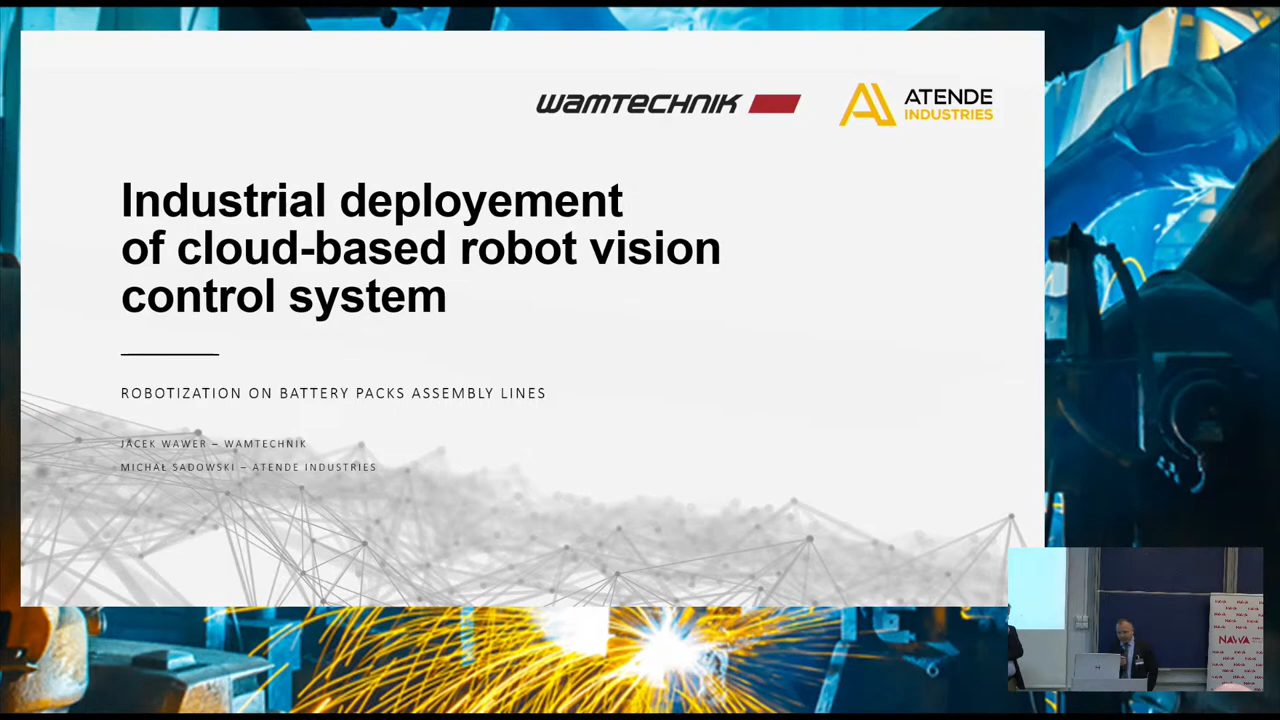 WAMTECHNIK
ATENDE
INDUSTRIES
Industrial deployement
of cloud-based robot vision
control system
ROBOTIZATION ON BATTERY PACKS ASSEMBLY LINES
JACEK WAWER – WAMTECHNIK
MICHAŁ SADOWSKI – ATENDE INDUSTRIES
NAWA